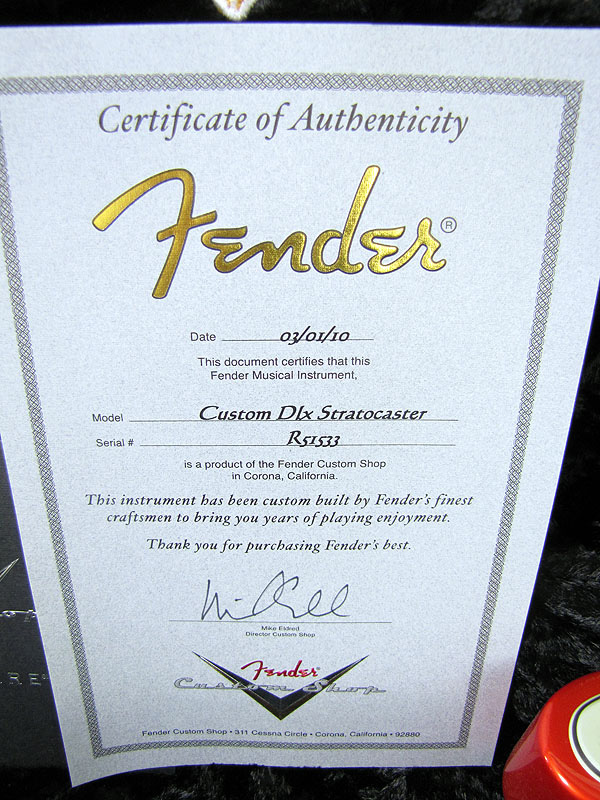 Certificate of Authenticity
Fender®
Date 03/01/10
This document certifies that this
Fender Musical Instrument,
Model Custom Dlx Stratocaster
Serial # R51533
is a product of the Fender Custom Shop
in Corona, California.
This instrument has been custom built by Fender's finest
craftsmen to bring you years of playing enjoyment.
Thank you for purchasing Fender's best.
Mike Eldred
Director Custom Shop
Fender®
Custom Shop
Fender Custom Shop • 311 Cessna Circle • Corona, California • 92880